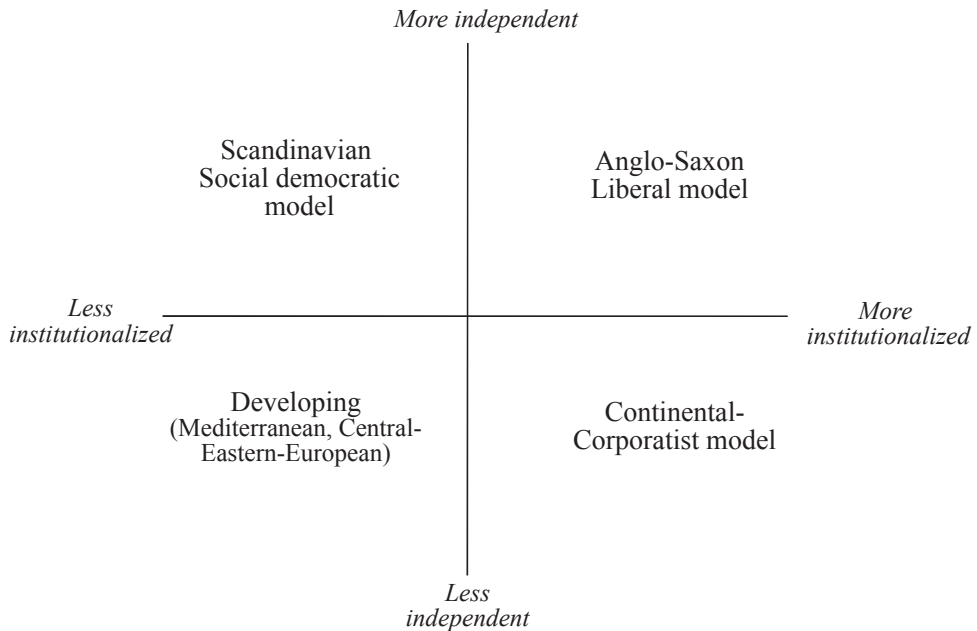 More independent
Scandinavian
Social democratic
model
Anglo-Saxon
Liberal model
Less
institutionalized
More
institutionalized
Developing
(Mediterranean, Central-
Eastern-European)
Continental-
Corporatist model
Less
independent